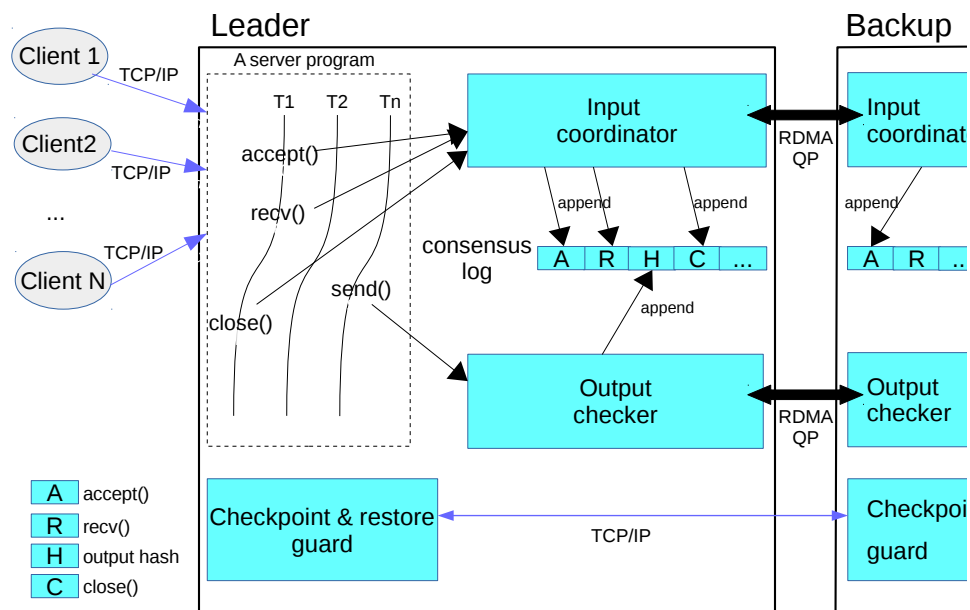 Leader
Backup
Client 1
TCP/IP
A server program
T1 T2 Tn
Input
coordinator
Input
coordinat
RDMA
QP
Client2
TCP/IP
accept()
recv()
...
TCP/IP
Client N
append
append
append
consensus
log
A R H C ...
A R ...
send()
close()
append
Output
checker
Output
checker
RDMA
QP
A accept()
R recv()
H output hash
C close()
Checkpoint & restore
guard
TCP/IP
Checkpoi
guard